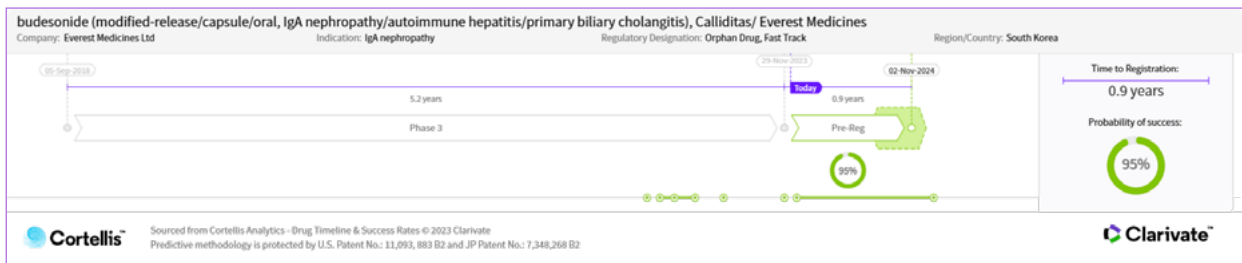 budesonide (modified-release/capsule/oral, IgA nephropathy/autoimmune hepatitis/primary biliary cholangitis), Calliditas/ Everest Medicines
Company: Everest Medicines Ltd Indication: IgA nephropathy Regulatory Designation: Orphan Drug, Fast Track Region/Country: South Korea
05-Sep-2018 29-Nov-2023 02-Nov-2024
Today
5.2 years 0.9 years
Phase 3 Pre-Reg
95%
Time to Registration:
0.9 years
Probability of success:
95%
Cortellis™
Sourced from Cortellis Analytics - Drug Timeline & Success Rates © 2023 Clarivate
Predictive methodology is protected by U.S. Patent No.: 11,093, 883 B2 and JP Patent No.: 7,348,268 B2
Clarivate™